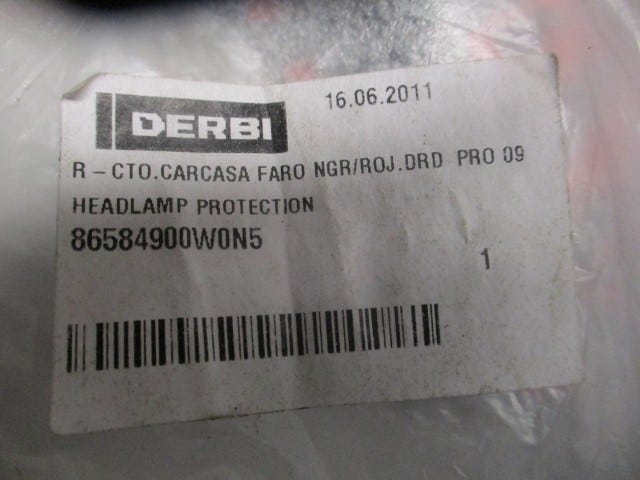 DERBI
16.06.2011
R - CTO.CARCASA FARO NGR/ROJ.DRD PRO 09
HEADLAMP PROTECTION
86584900W0N5
1